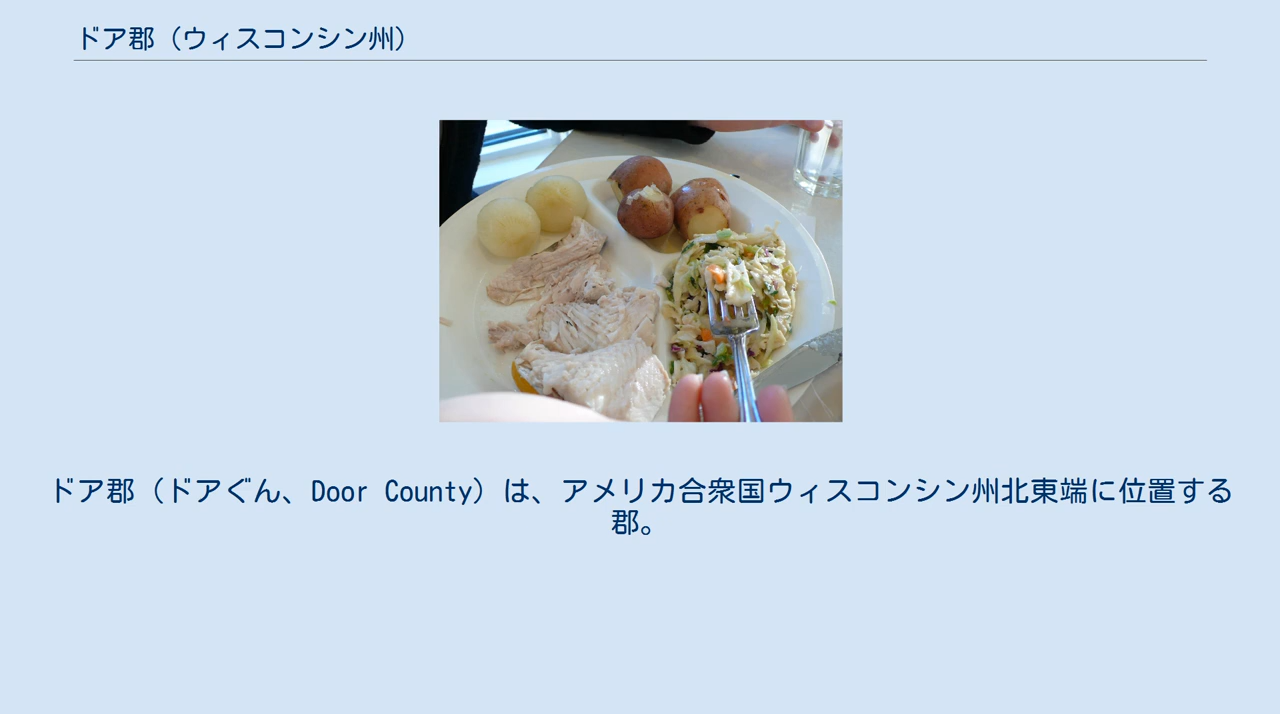 ドア郡（ウィスコンシン州）
ドア郡（ドアぐん、Door County）は、アメリカ合衆国ウィスコンシン州北東端に位置する
郡。